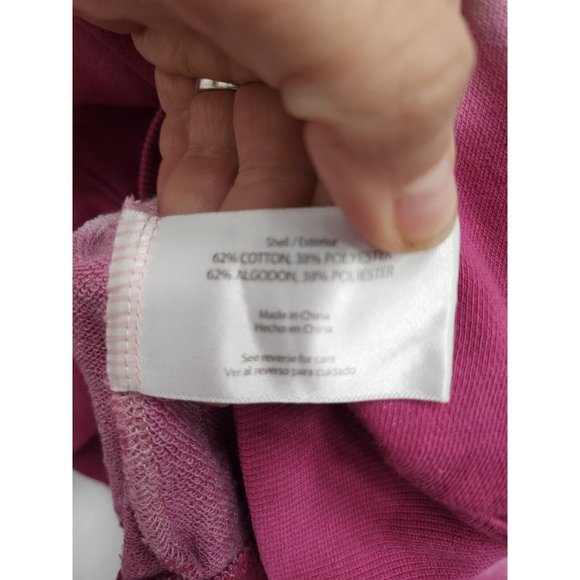 Shell / Exterior
62% COTTON, 38% POLYESTER
62% ALGODON, 38% POLIESTER
Made in China
Hecho en China
See reverse for care
Ver al reverso para cuidado